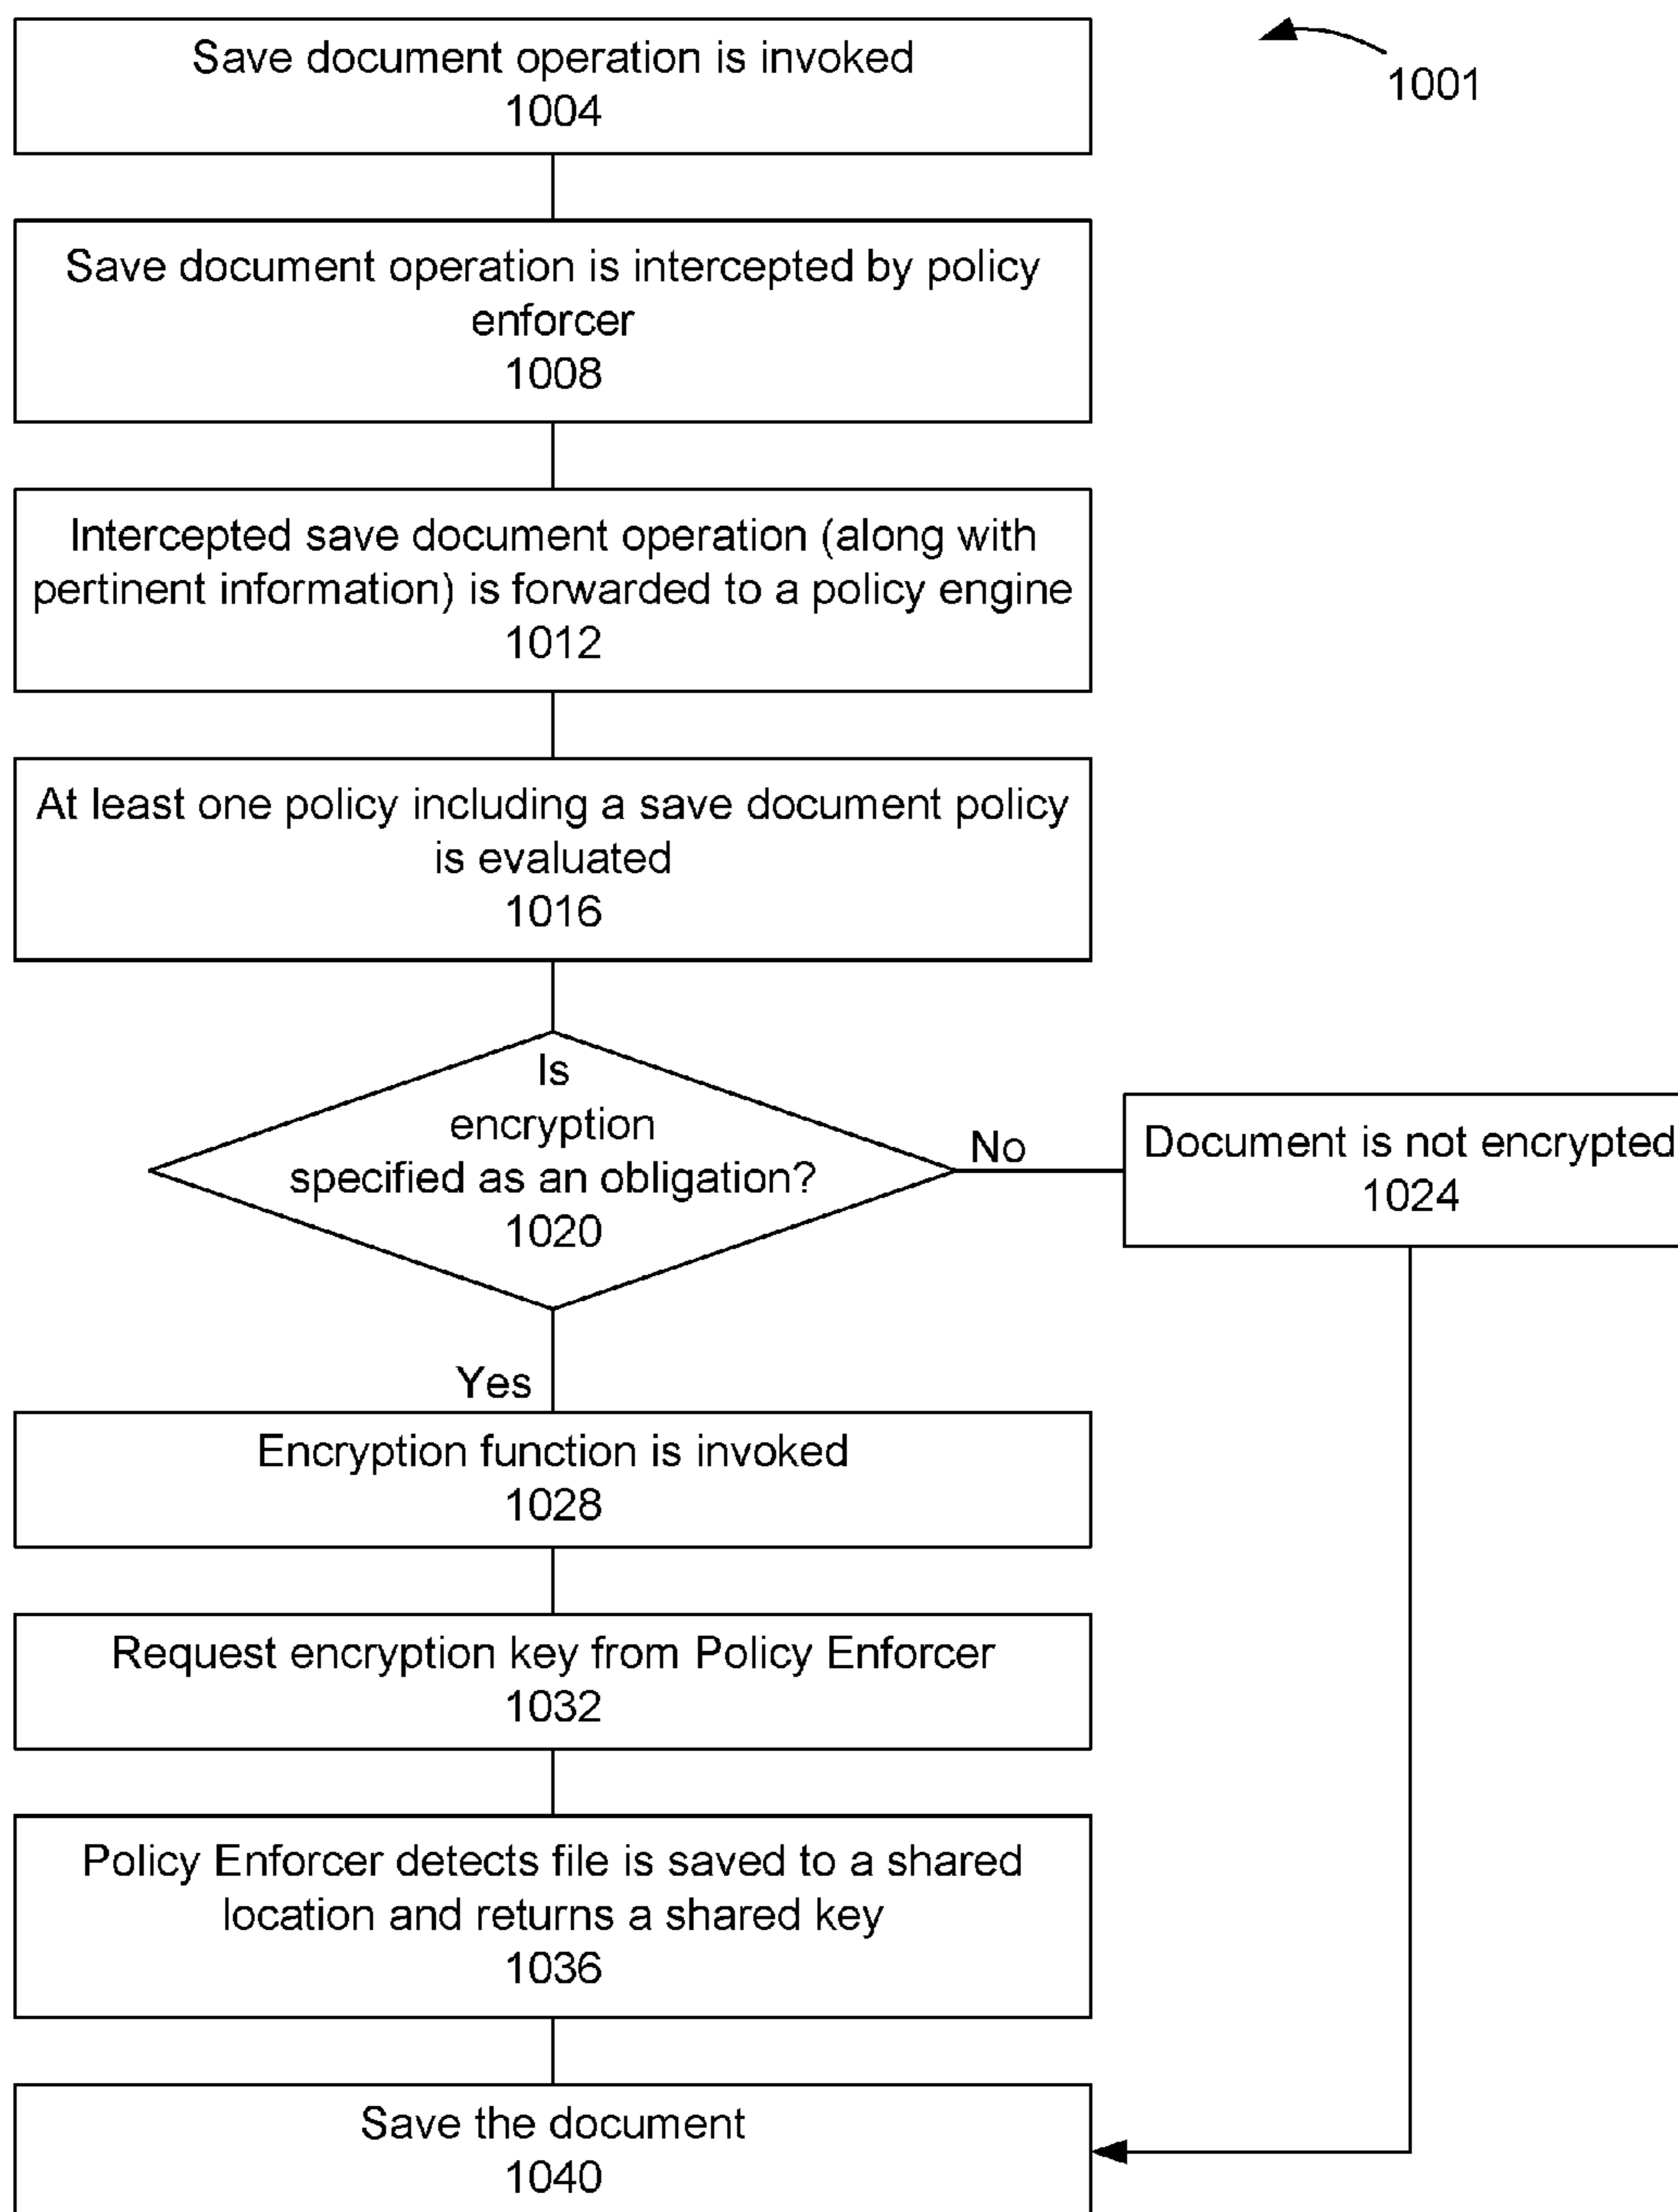 Save document operation is invoked
1004
1001
Save document operation is intercepted by policy
enforcer
1008
Intercepted save document operation (along with
pertinent information) is forwarded to a policy engine
1012
At least one policy including a save document policy
is evaluated
1016
Is
encryption
specified as an obligation?
1020
No
Document is not encrypted
1024
Yes
Encryption function is invoked
1028
Request encryption key from Policy Enforcer
1032
Policy Enforcer detects file is saved to a shared
location and returns a shared key
1036
Save the document
1040